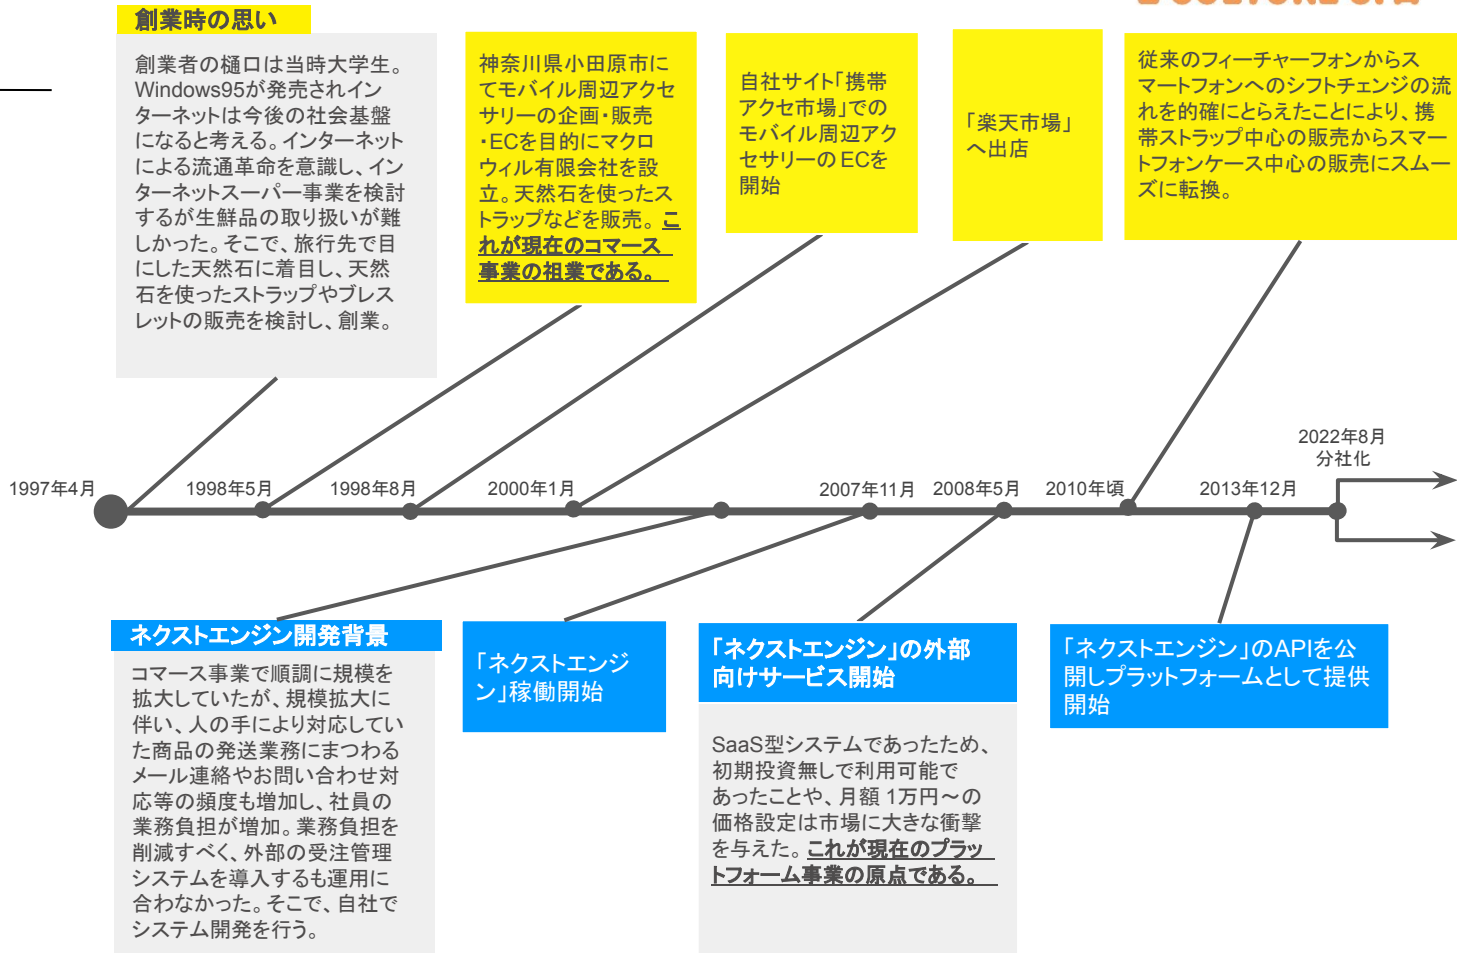 創業時の思い
創業者の樋口は当時大学生。
Windows95が発売されイン
ターネットは今後の社会基盤
になると考える。インターネット
による流通革命を意識し、イン
ターネットスーパー事業を検討
するが生鮮品の取り扱いが難
しかった。そこで、旅行先で目
にした天然石に着目し、天然
石を使ったストラップやブレス
レットの販売を検討し、創業。
神奈川県小田原市に
てモバイル周辺アクセ
サリーの企画・販売
・ECを目的にマクロ
ウィル有限会社を設
立。天然石を使ったス
トラップなどを販売。こ
れが現在のコマース
事業の祖業である。
自社サイト「携帯
アクセ市場」での
モバイル周辺アク
セサリーのECを
開始
「楽天市場」
へ出店
従来のフィーチャーフォンからス
マートフォンへのシフトチェンジの流
れを的確にとらえたことにより、携
帯ストラップ中心の販売からスマー
トフォンケース中心の販売にスムー
ズに転換。
1997年4月
1998年5月
1998年8月
2000年1月
2007年11月
2008年5月
2010年頃
2013年12月
2022年8月
分社化
ネクストエンジン開発背景
コマース事業で順調に規模を
拡大していたが、規模拡大に
伴い、人の手により対応してい
た商品の発送業務にまつわる
メール連絡やお問い合わせ対
応等の頻度も増加し、社員の
業務負担が増加。業務負担を
削減すべく、外部の受注管理
システムを導入するも運用に
合わなかった。そこで、自社で
システム開発を行う。
「ネクストエンジ
ン」稼働開始
「ネクストエンジン」の外部
向けサービス開始
SaaS型システムであったため、
初期投資無しで利用可能で
あったことや、月額 1万円～の
価格設定は市場に大きな衝撃
を与えた。これが現在のプラッ
トフォーム事業の原点である。
「ネクストエンジン」のAPIを公
開しプラットフォームとして提供
開始